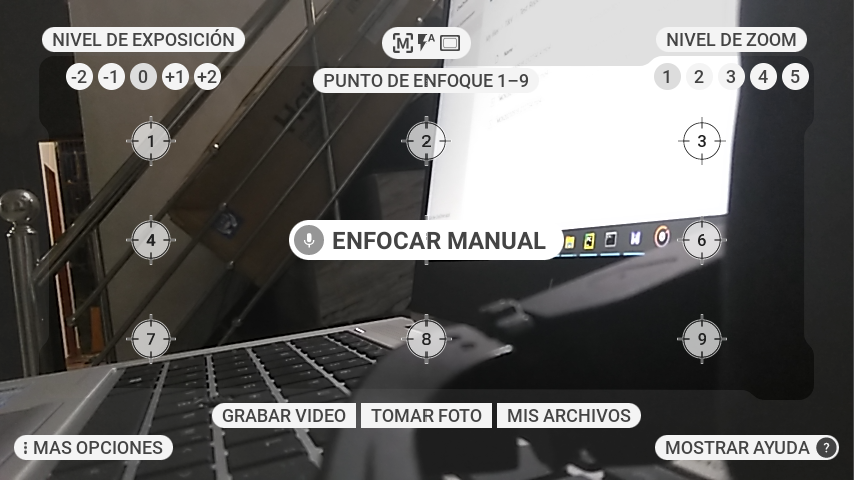 NIVEL DE EXPOSICIÓN
M A
NIVEL DE ZOOM
-2 -1 0 +1 +2
PUNTO DE ENFOQUE 1–9
1 2 3 4 5
1 2 3
4 ENFOCAR MANUAL 6
7 8 9
GRABAR VIDEO TOMAR FOTO MIS ARCHIVOS
MAS OPCIONES
MOSTRAR AYUDA ?